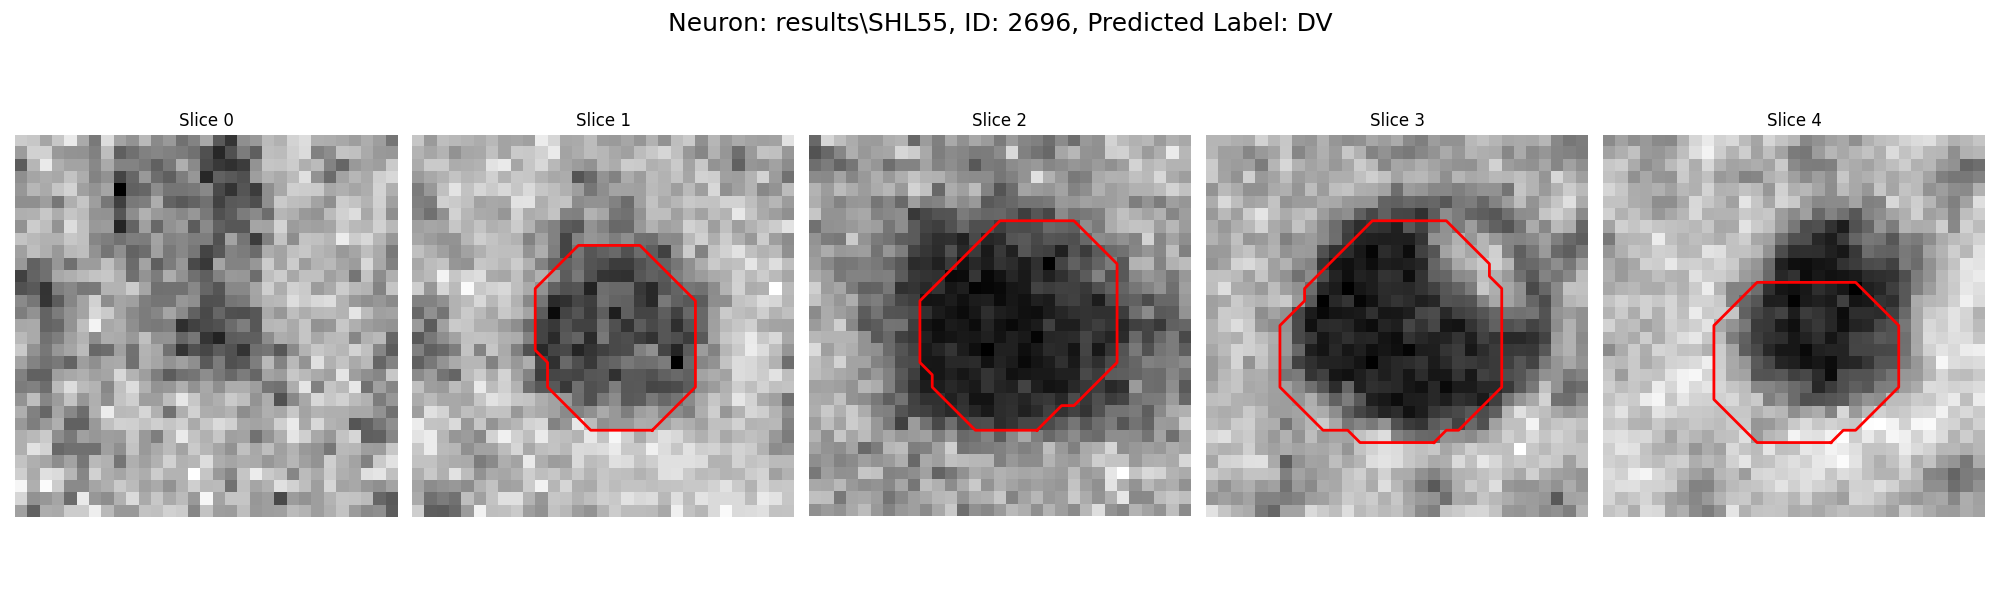 Neuron: results\SHL55, ID: 2696, Predicted Label: DV
Slice 0
Slice 1
Slice 2
Slice 3
Slice 4